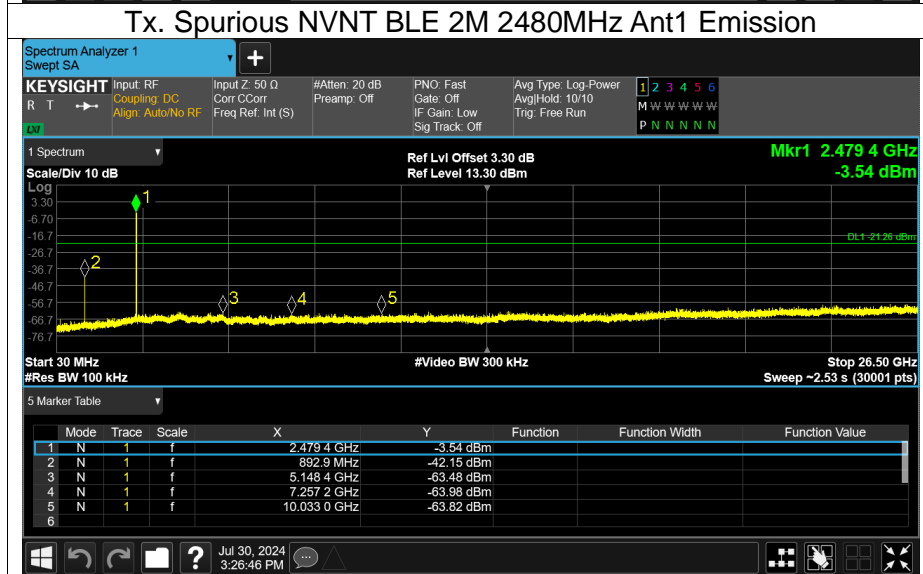 Tx. Spurious NVNT BLE 2M 2480MHz Ant1 Emission
Spectrum Analyzer 1
Swept SA
+
KEYSIGHT
R T
LXI
Input: RF
Coupling: DC
Align: Auto/No RF
Input Z: 50 Ω
Corr CCorr
Freq Ref: Int (S)
#Atten: 20 dB
Preamp: Off
PNO: Fast
Gate: Off
IF Gain: Low
Sig Track: Off
Avg Type: Log-Power
Avg|Hold: 10/10
Trig: Free Run
1 2 3 4 5 6
M W W W W W
P N N N N N
1 Spectrum
Scale/Div 10 dB
Ref Lvl Offset 3.30 dB
Ref Level 13.30 dBm
Mkr1 2.479 4 GHz
-3.54 dBm
Log
3.30
-6.70
-16.7
-26.7
-36.7
-46.7
-56.7
-66.7
-76.7
1
2
3
4
5
DL1 -21.26 dBm
Start 30 MHz
#Res BW 100 kHz
#Video BW 300 kHz
Stop 26.50 GHz
Sweep ~2.53 s (30001 pts)
5 Marker Table
Mode Trace Scale X Y Function Function Width Function Value
1 N 1 f 2.479 4 GHz -3.54 dBm
2 N 1 f 892.9 MHz -42.15 dBm
3 N 1 f 5.148 4 GHz -63.48 dBm
4 N 1 f 7.257 2 GHz -63.98 dBm
5 N 1 f 10.033 0 GHz -63.82 dBm
6
?
Jul 30, 2024
3:26:46 PM